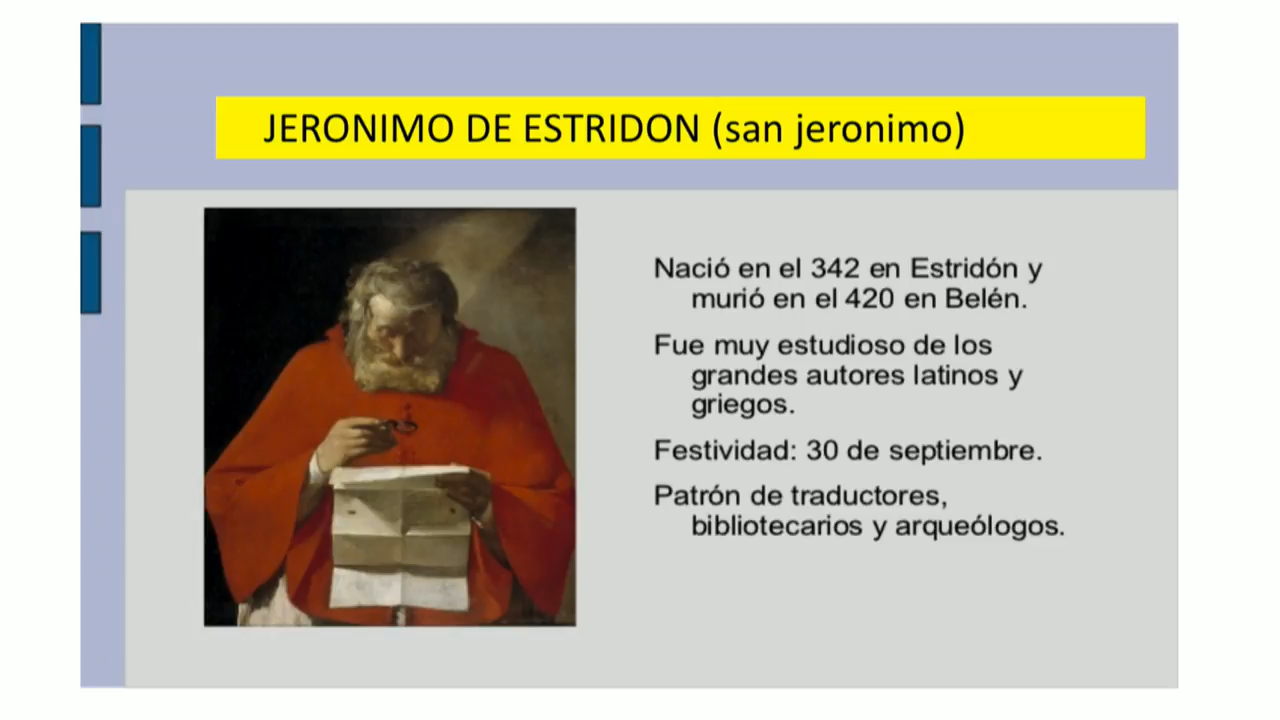 JERONIMO DE ESTRIDON (san jeronimo)
Nació en el 342 en Estridón y
murió en el 420 en Belén.
Fue muy estudioso de los
grandes autores latinos y
griegos.
Festividad: 30 de septiembre.
Patrón de traductores,
bibliotecarios y arqueólogos.